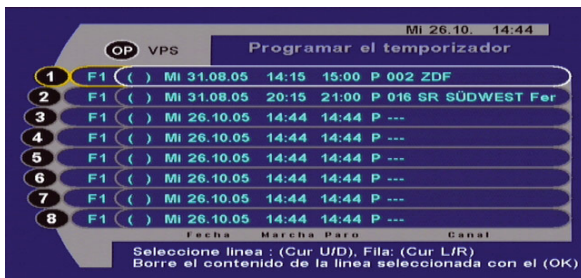 Mi 26.10. 14:44
OP VPS Programar el temporizador
1 F1 ( ) Mi 31.08.05 14:15 15:00 P 002 ZDF
2 F1 ( ) Mi 31.08.05 20:15 21:00 P 016 SR SÜDWEST Fer
3 F1 ( ) Mi 26.10.05 14:44 14:44 P ---
4 F1 ( ) Mi 26.10.05 14:44 14:44 P ---
5 F1 ( ) Mi 26.10.05 14:44 14:44 P ---
6 F1 ( ) Mi 26.10.05 14:44 14:44 P ---
7 F1 ( ) Mi 26.10.05 14:44 14:44 P ---
8 F1 ( ) Mi 26.10.05 14:44 14:44 P ---
Fecha Marcha Paro Canal
Seleccione linea : (Cur U/D), Fila: (Cur L/R)
Borre el contenido de la linea seleccionada con el (OK)